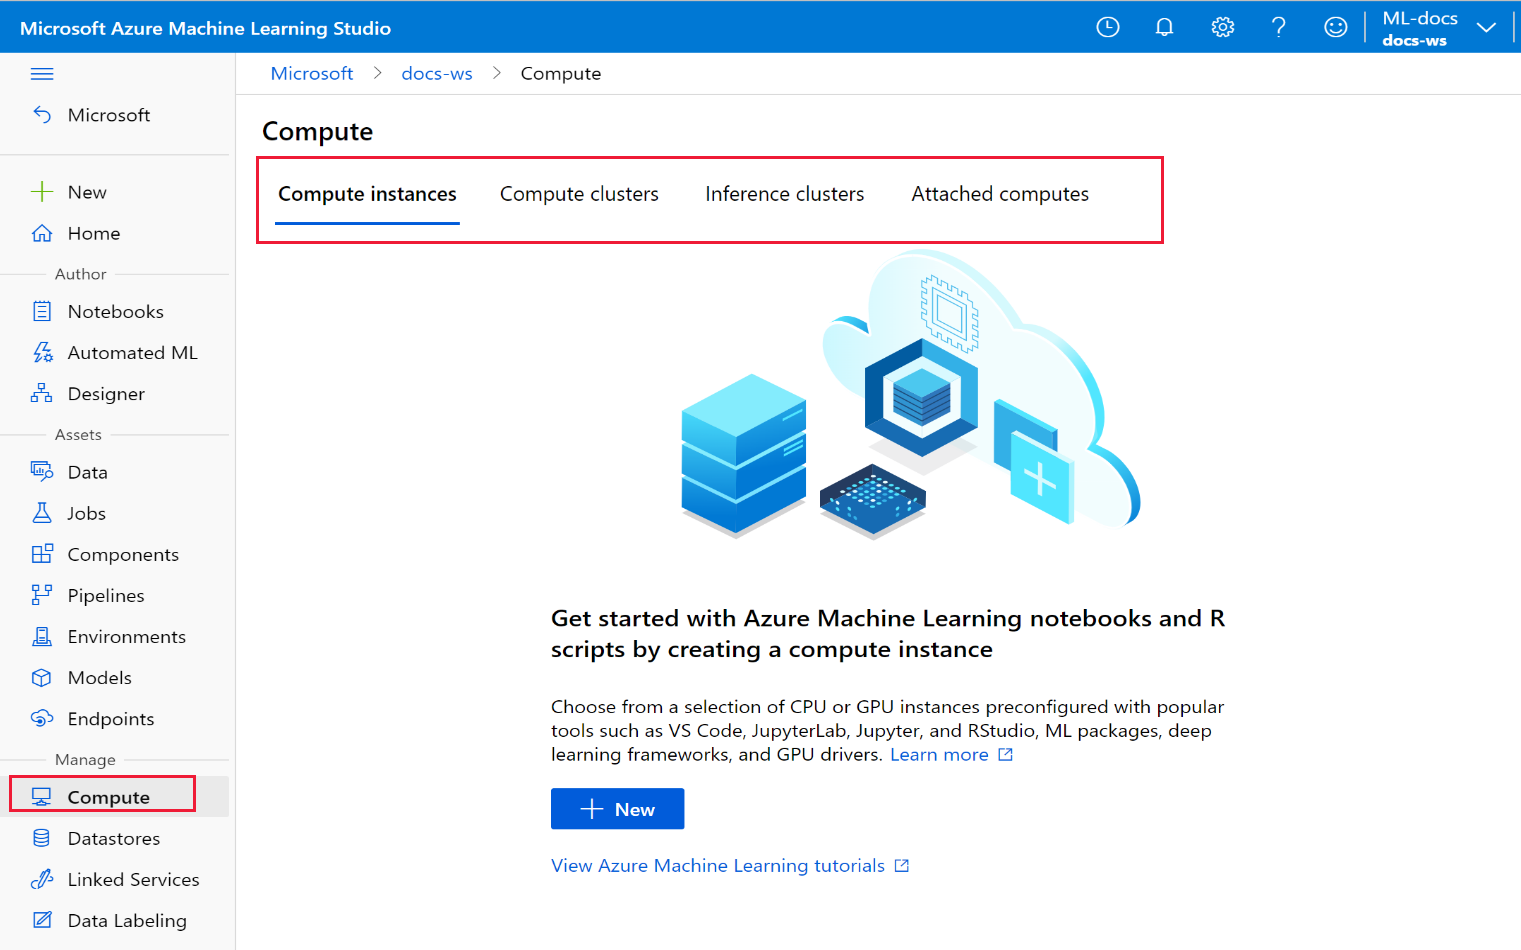 Microsoft Azure Machine Learning Studio
ML-docs
docs-ws
Microsoft
docs-ws
Compute
Microsoft
New
Home
Author
Notebooks
Automated ML
Designer
Assets
Data
Jobs
Components
Pipelines
Environments
Models
Endpoints
Manage
Compute
Datastores
Linked Services
Data Labeling
Compute
Compute instances
Compute clusters
Inference clusters
Attached computes
Get started with Azure Machine Learning notebooks and R
scripts by creating a compute instance
Choose from a selection of CPU or GPU instances preconfigured with popular
tools such as VS Code, JupyterLab, Jupyter, and RStudio, ML packages, deep
learning frameworks, and GPU drivers. Learn more
New
View Azure Machine Learning tutorials